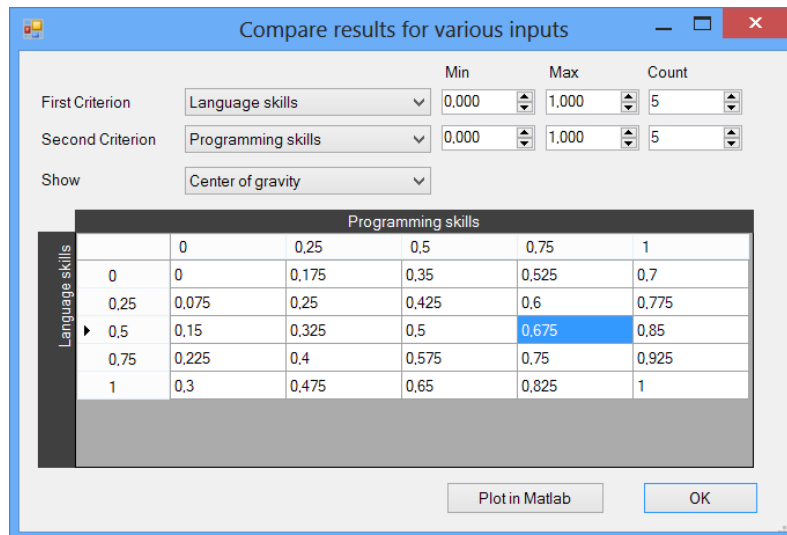 Compare results for various inputs
Min Max Count
First Criterion Language skills 0,000 1,000 5
Second Criterion Programming skills 0,000 1,000 5
Show Center of gravity
Programming skills
Language skills
0 0,25 0,5 0,75 1
0 0 0,175 0,35 0,525 0,7
0,25 0,075 0,25 0,425 0,6 0,775
0,5 0,15 0,325 0,5 0,675 0,85
0,75 0,225 0,4 0,575 0,75 0,925
1 0,3 0,475 0,65 0,825 1
Plot in Matlab OK